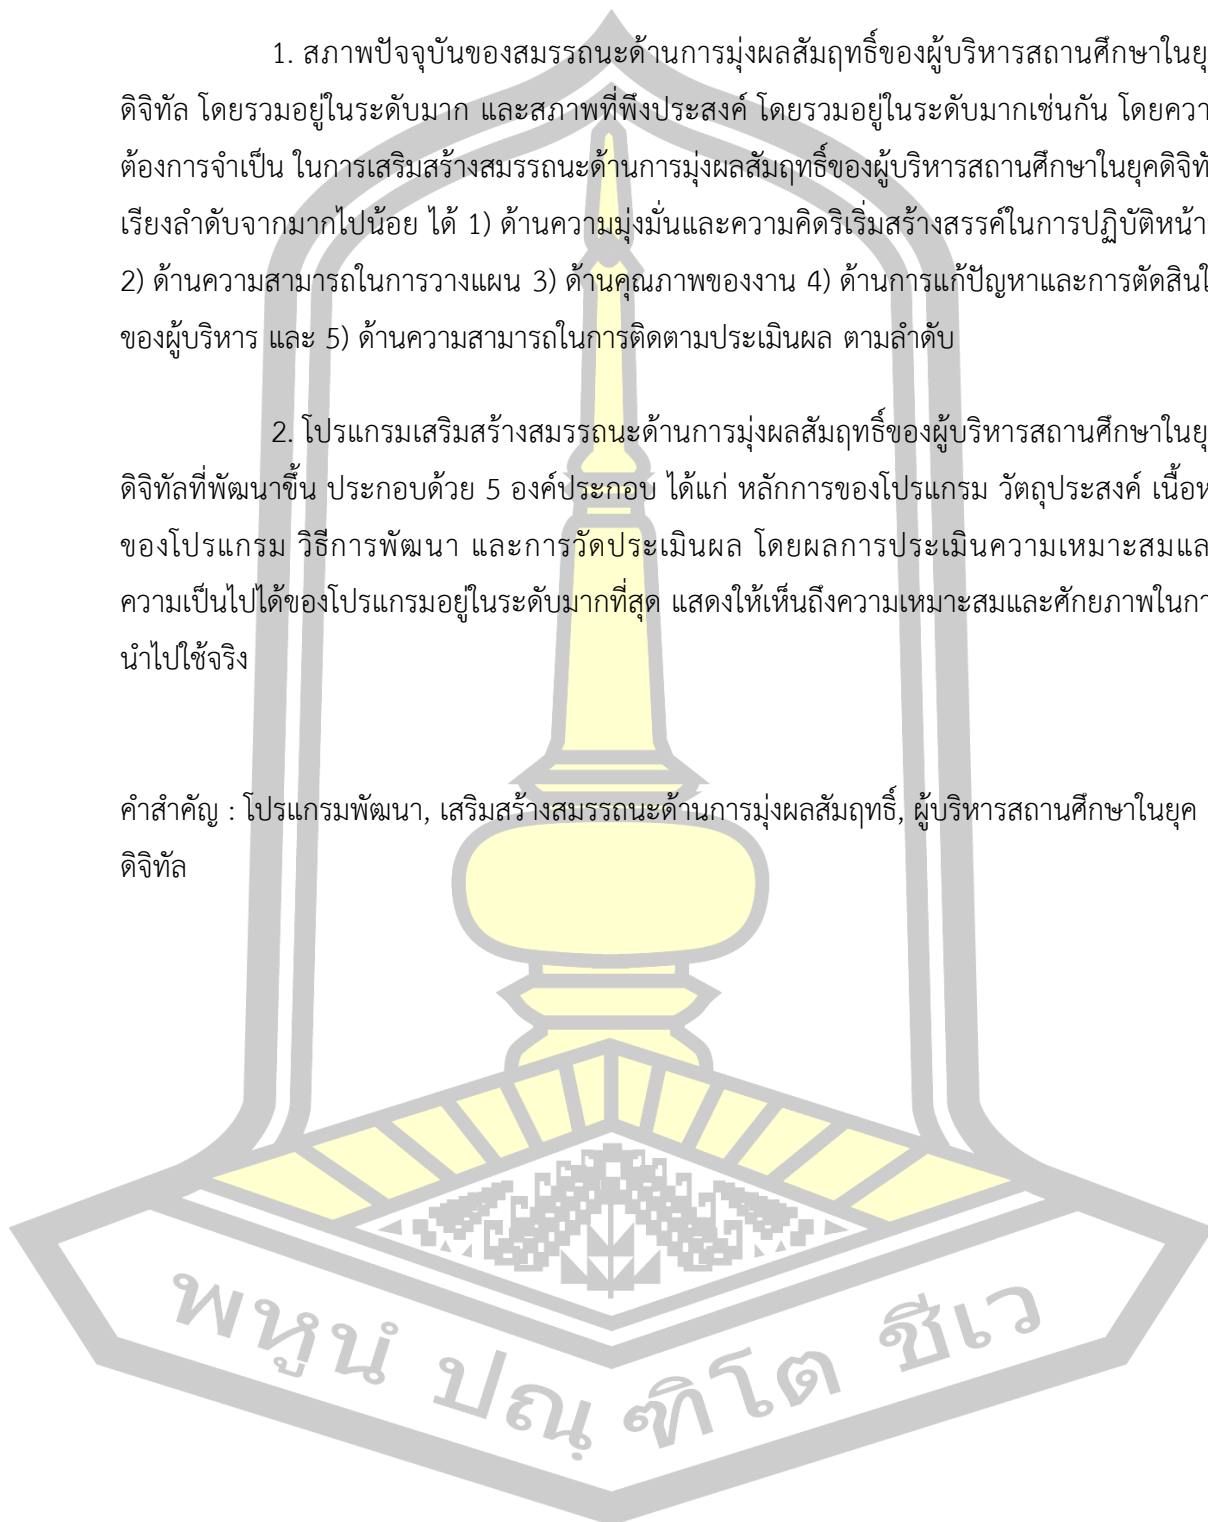 1. สภาพปัจจุบันของสมรรถนะด้านการมุ่งผลสัมฤทธิ์ของผู้บริหารสถานศึกษาในยุ
ดิจิทัล โดยรวมอยู่ในระดับมาก และสภาพที่พึงประสงค์ โดยรวมอยู่ในระดับมากเช่นกัน โดยควา
ต้องการจำเป็น ในการเสริมสร้างสมรรถนะด้านการมุ่งผลสัมฤทธิ์ของผู้บริหารสถานศึกษาในยุคดิจิทั
เรียงลำดับจากมากไปน้อย ได้ 1) ด้านความมุ่งมั่นและความคิดริเริ่มสร้างสรรค์ในการปฏิบัติหน้า
2) ด้านความสามารถในการวางแผน 3) ด้านคุณภาพของงาน 4) ด้านการแก้ปัญหาและการตัดสินใ
ของผู้บริหาร และ 5) ด้านความสามารถในการติดตามประเมินผล ตามลำดับ
2. โปรแกรมเสริมสร้างสมรรถนะด้านการมุ่งผลสัมฤทธิ์ของผู้บริหารสถานศึกษาในยุ
ดิจิทัลที่พัฒนาขึ้น ประกอบด้วย 5 องค์ประกอบ ได้แก่ หลักการของโปรแกรม วัตถุประสงค์ เนื้อห
ของโปรแกรม วิธีการพัฒนา และการวัดประเมินผล โดยผลการประเมินความเหมาะสมแล
ความเป็นไปได้ของโปรแกรมอยู่ในระดับมากที่สุด แสดงให้เห็นถึงความเหมาะสมและศักยภาพในกา
นำไปใช้จริง
คำสำคัญ : โปรแกรมพัฒนา, เสริมสร้างสมรรถนะด้านการมุ่งผลสัมฤทธิ์, ผู้บริหารสถานศึกษาในยุค
ดิจิทัล
พหูนํ ปณฺฑิโต ชีเว